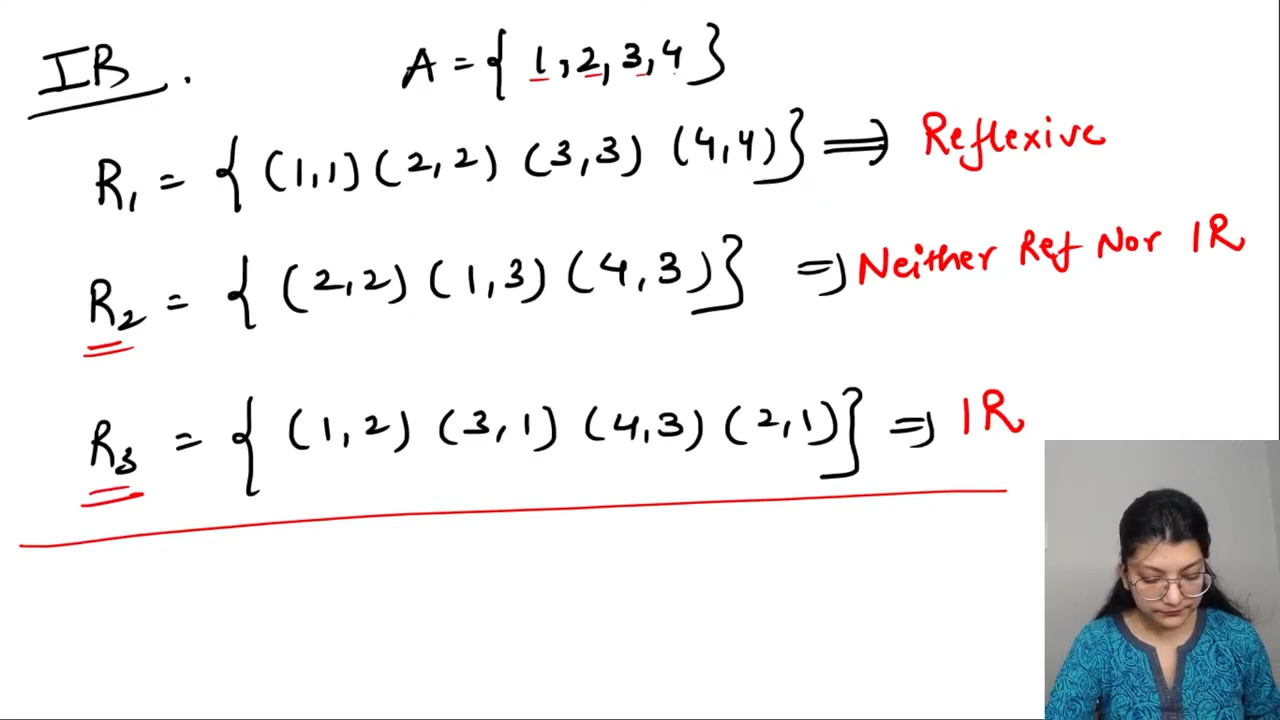 IR.
A = { 1, 2, 3, 4 }
R₁ = { (1,1) (2,2) (3,3) (4,4) } ⟹ Reflexive
R₂ = { (2,2) (1,3) (4,3) } ⇒ Neither Ref Nor IR
R₃ = { (1,2) (3,1) (4,3) (2,1) } ⇒ IR